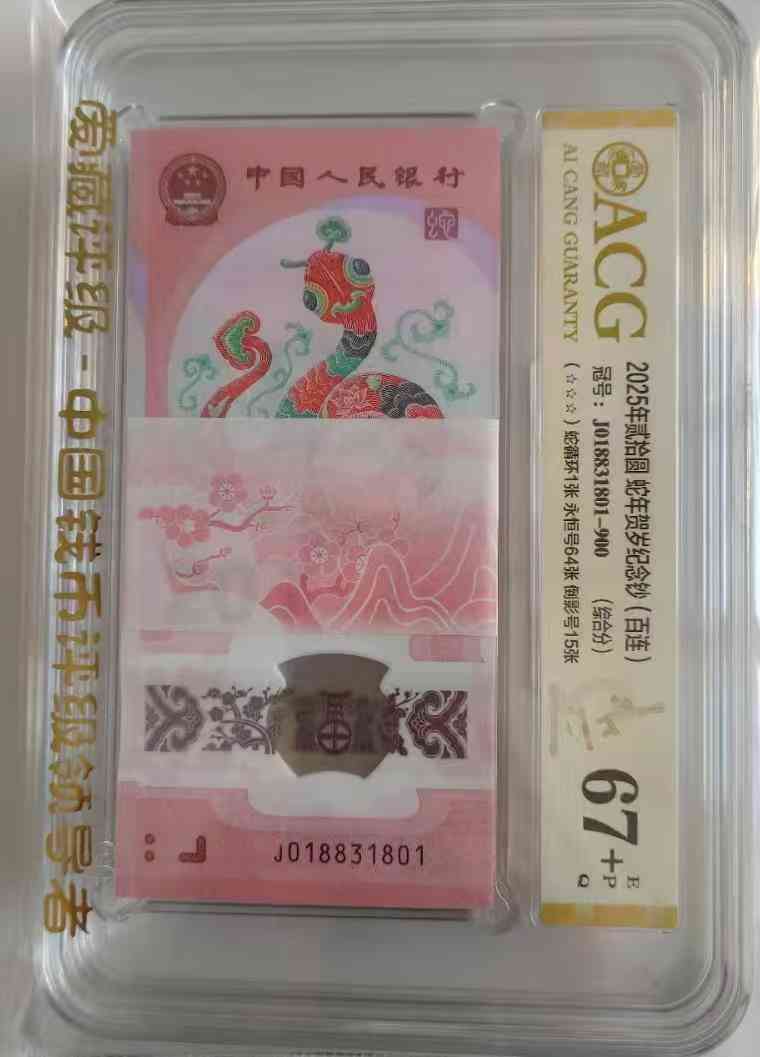 爱藏评级-中国钱币评级领导者
中国人民银行
蛇
J018831801
ACG
AI CANG GUARANTY
2025年贰拾圆 蛇年贺岁纪念钞（百连）
冠号：J018831801-900 （综合分）
（☆☆☆）蛇循环1张 永恒号64张 倒影号15张
67+
E
P
Q